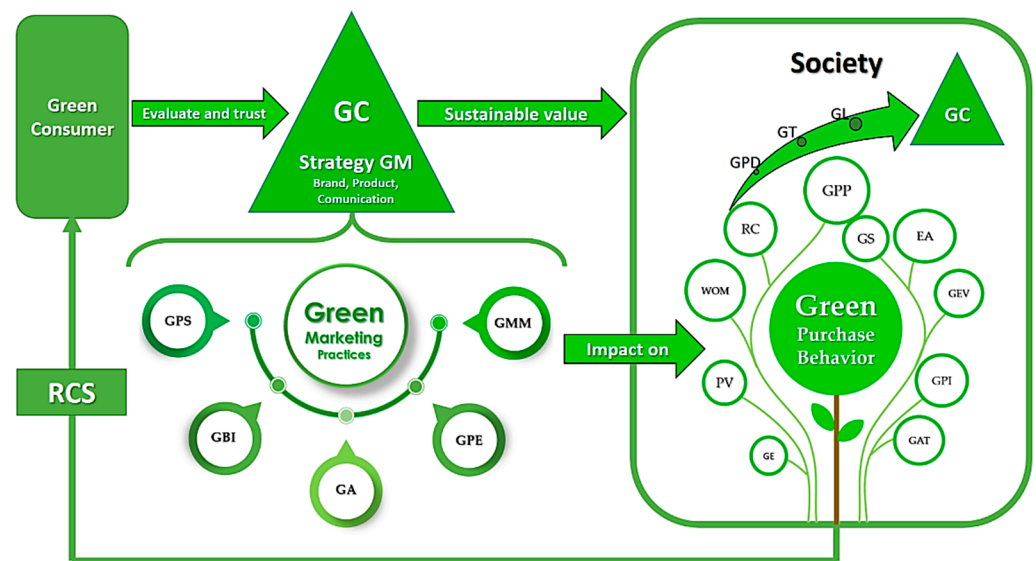 Green
Consumer
Evaluate and trust
GC
Strategy GM
Brand, Product,
Comunication
Sustainable value
Society
GC
GL
GT
GPD
GPP
RC
GS
EA
WOM
GEV
Green
Purchase
Behavior
PV
GPI
GAT
GE
Green
Marketing
Practices
GPS
GMM
GBI
GPE
GA
Impact on
RCS